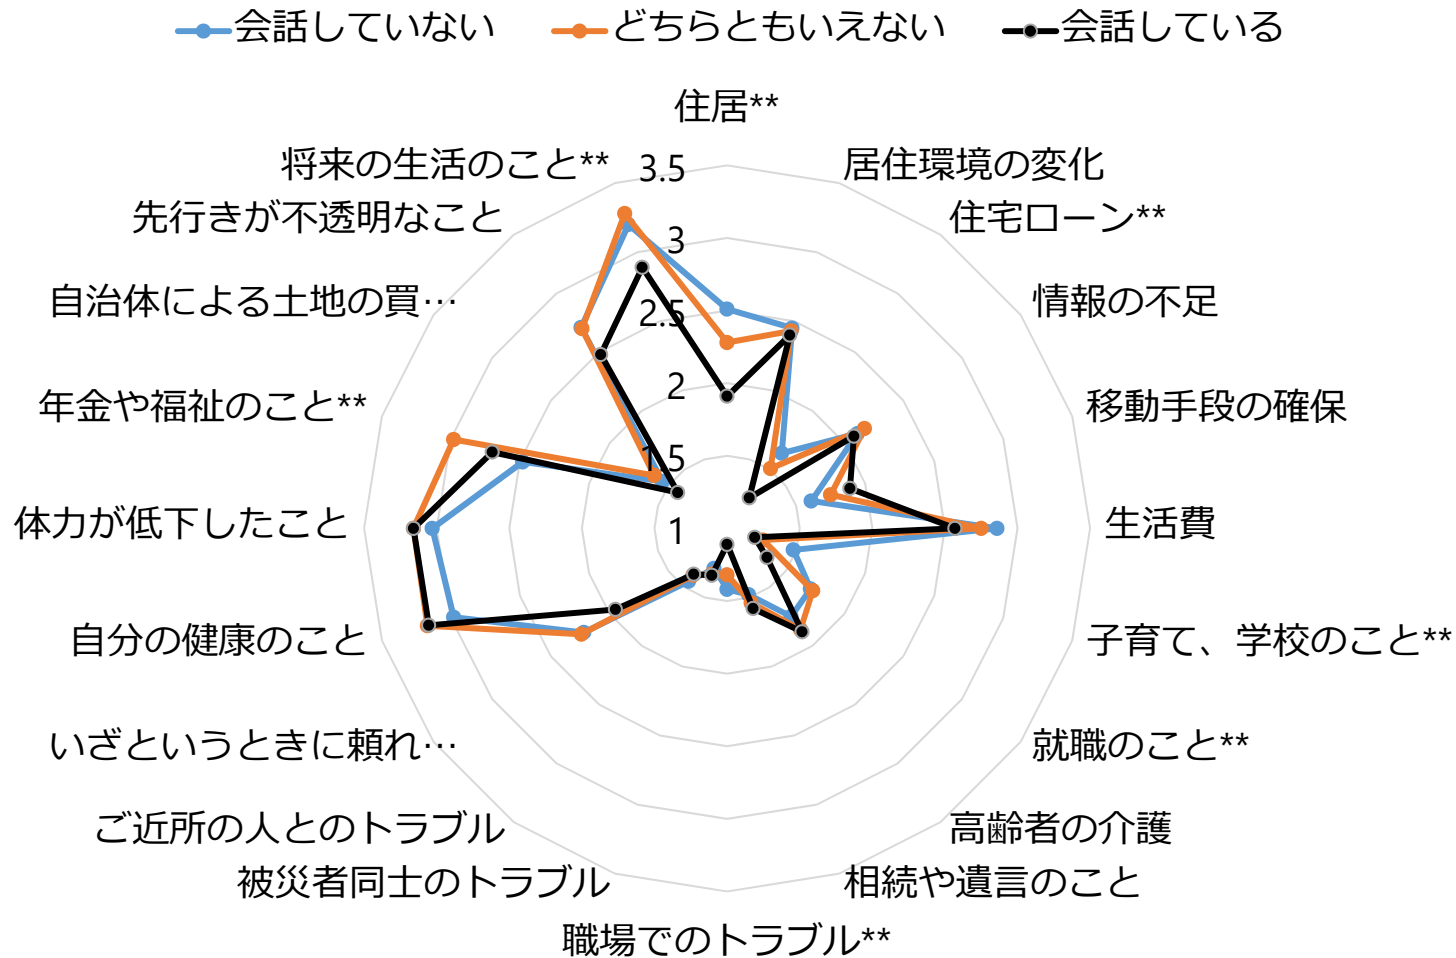 会話していない どちらともいえない 会話している
住居**
居住環境の変化
住宅ローン**
情報の不足
移動手段の確保
生活費
子育て、学校のこと**
就職のこと**
高齢者の介護
相続や遺言のこと
職場でのトラブル**
被災者同士のトラブル
ご近所の人とのトラブル
いざというときに頼れ…
自分の健康のこと
体力が低下したこと
年金や福祉のこと**
自治体による土地の買…
先行きが不透明なこと
将来の生活のこと**
3.5
3
2.5
2
1.5
1